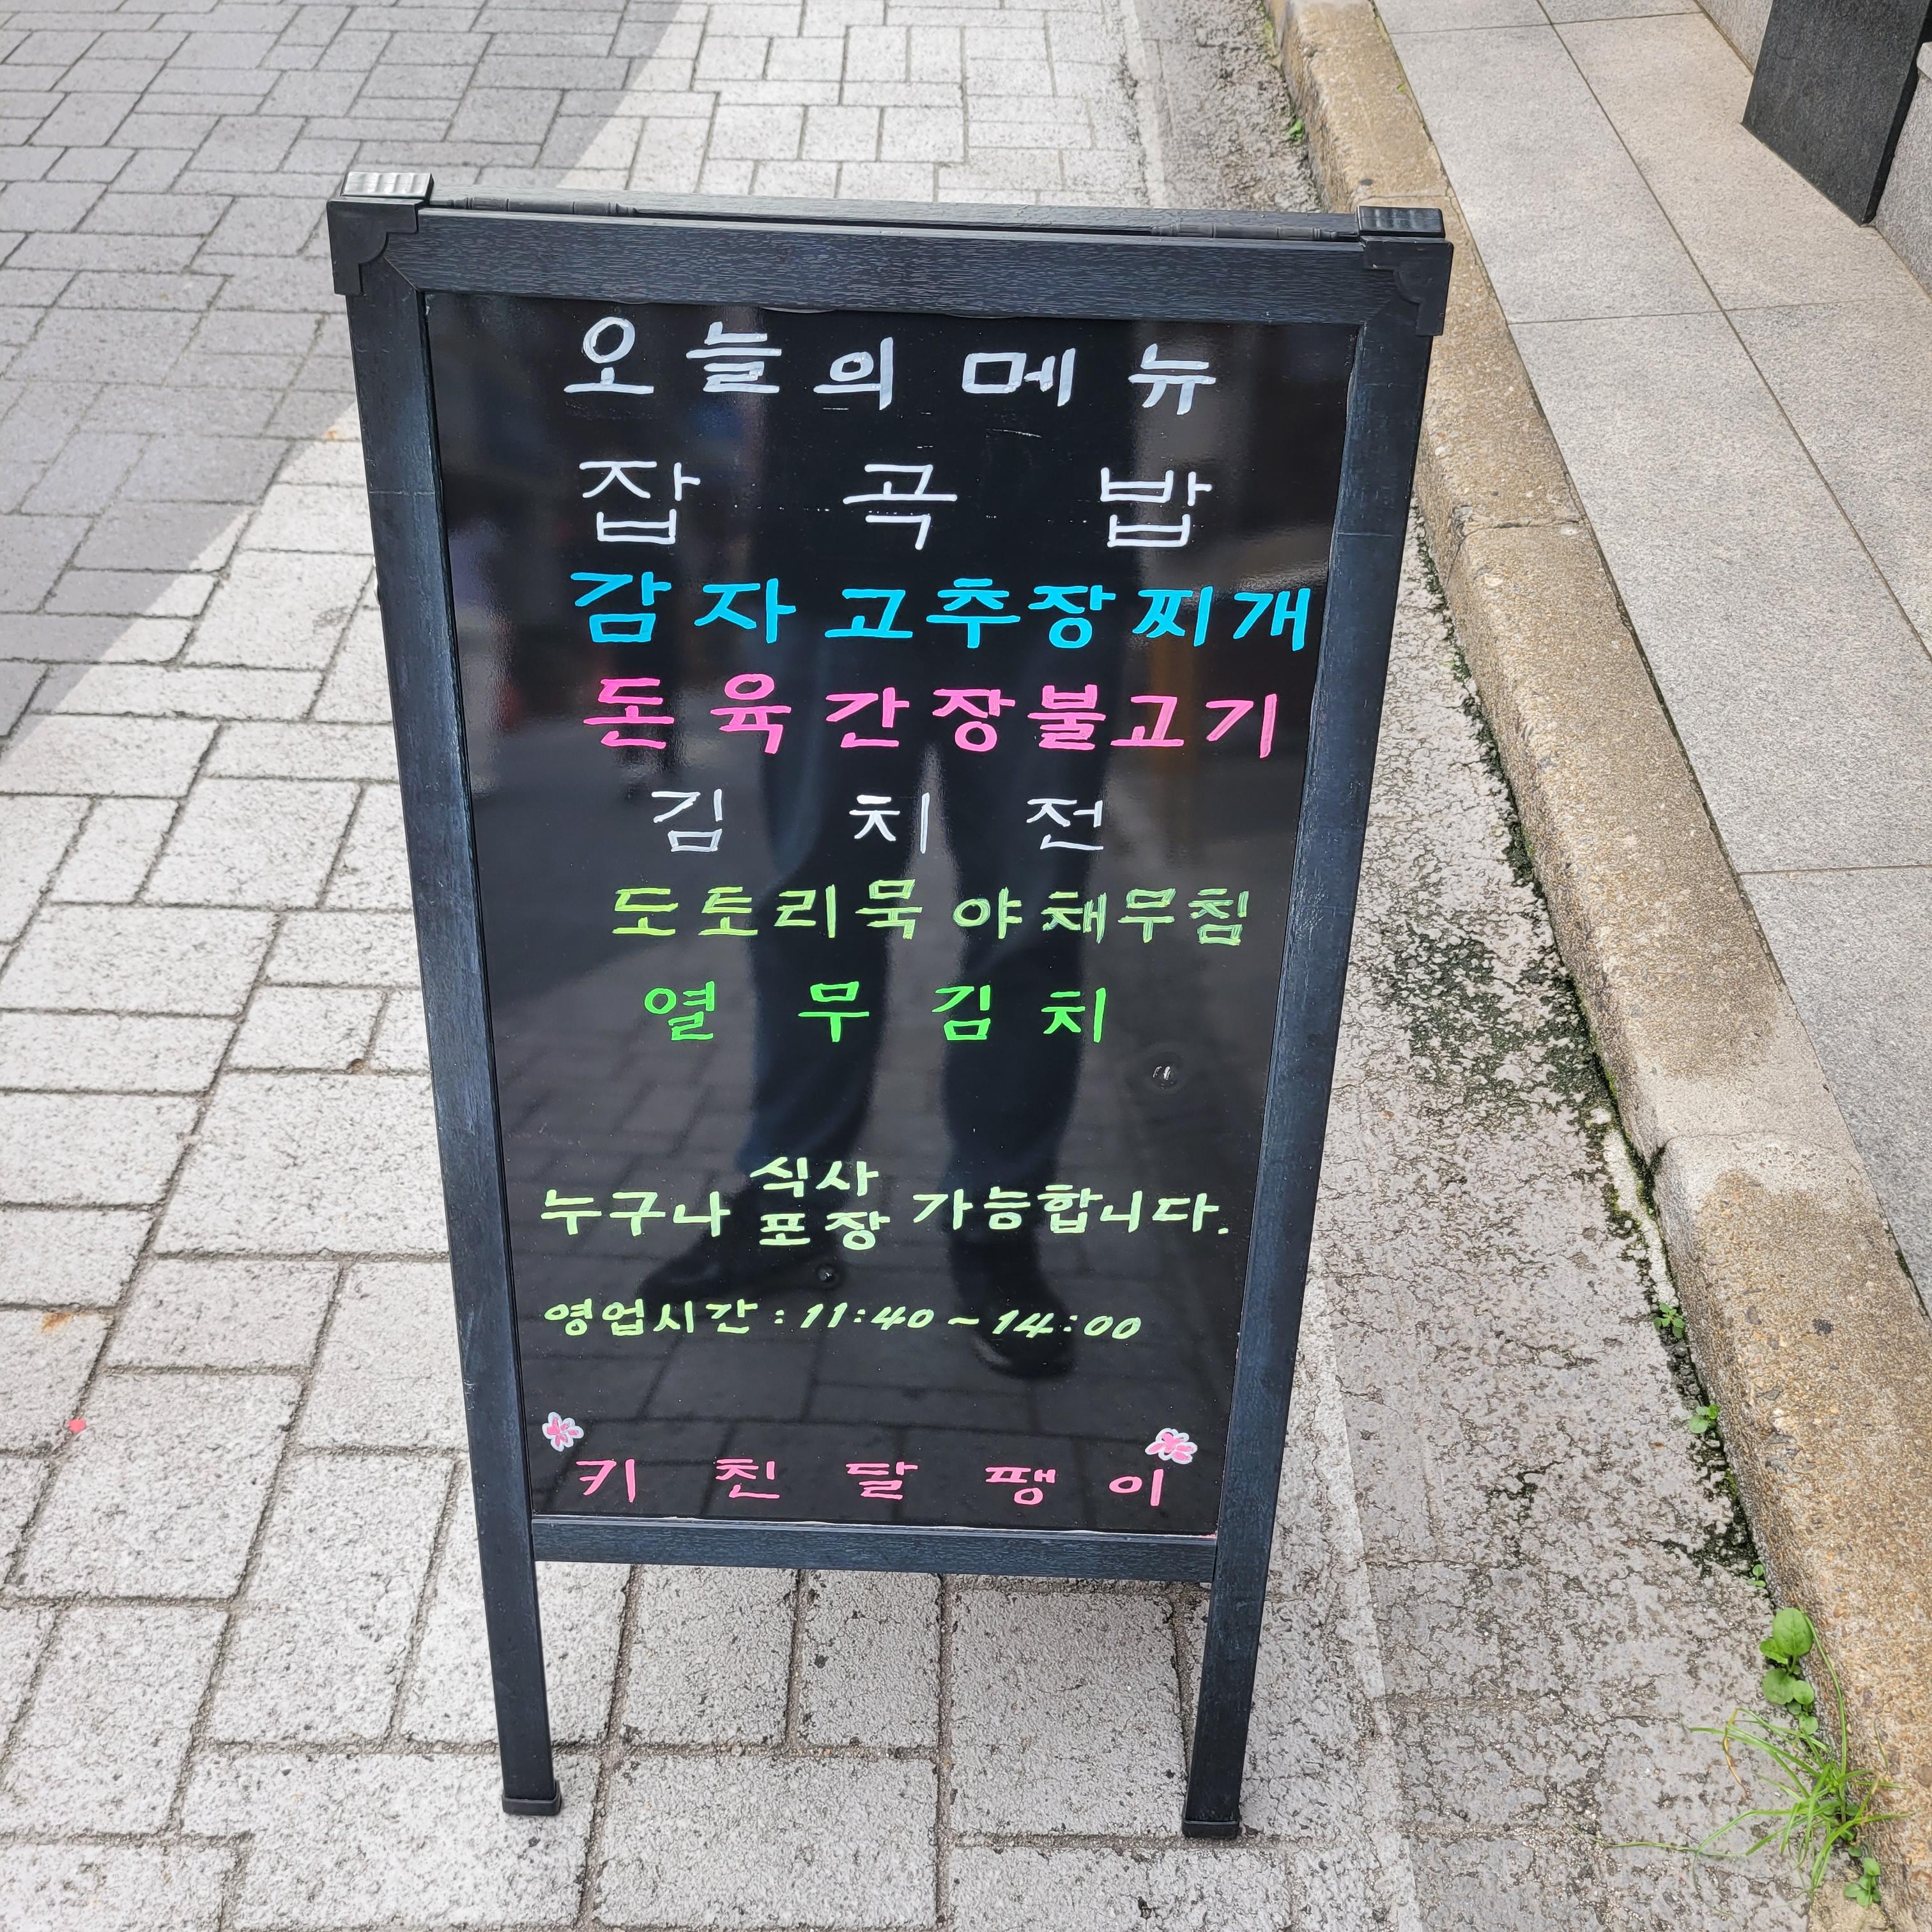 오늘의 메뉴
잡곡밥
감자 고추장찌개
돈육간장불고기
김치전
도토리묵 야채무침
열무김치
누구나 식사 포장 가능합니다.
영업시간 : 11:40 ~ 14:00
키친달팽이